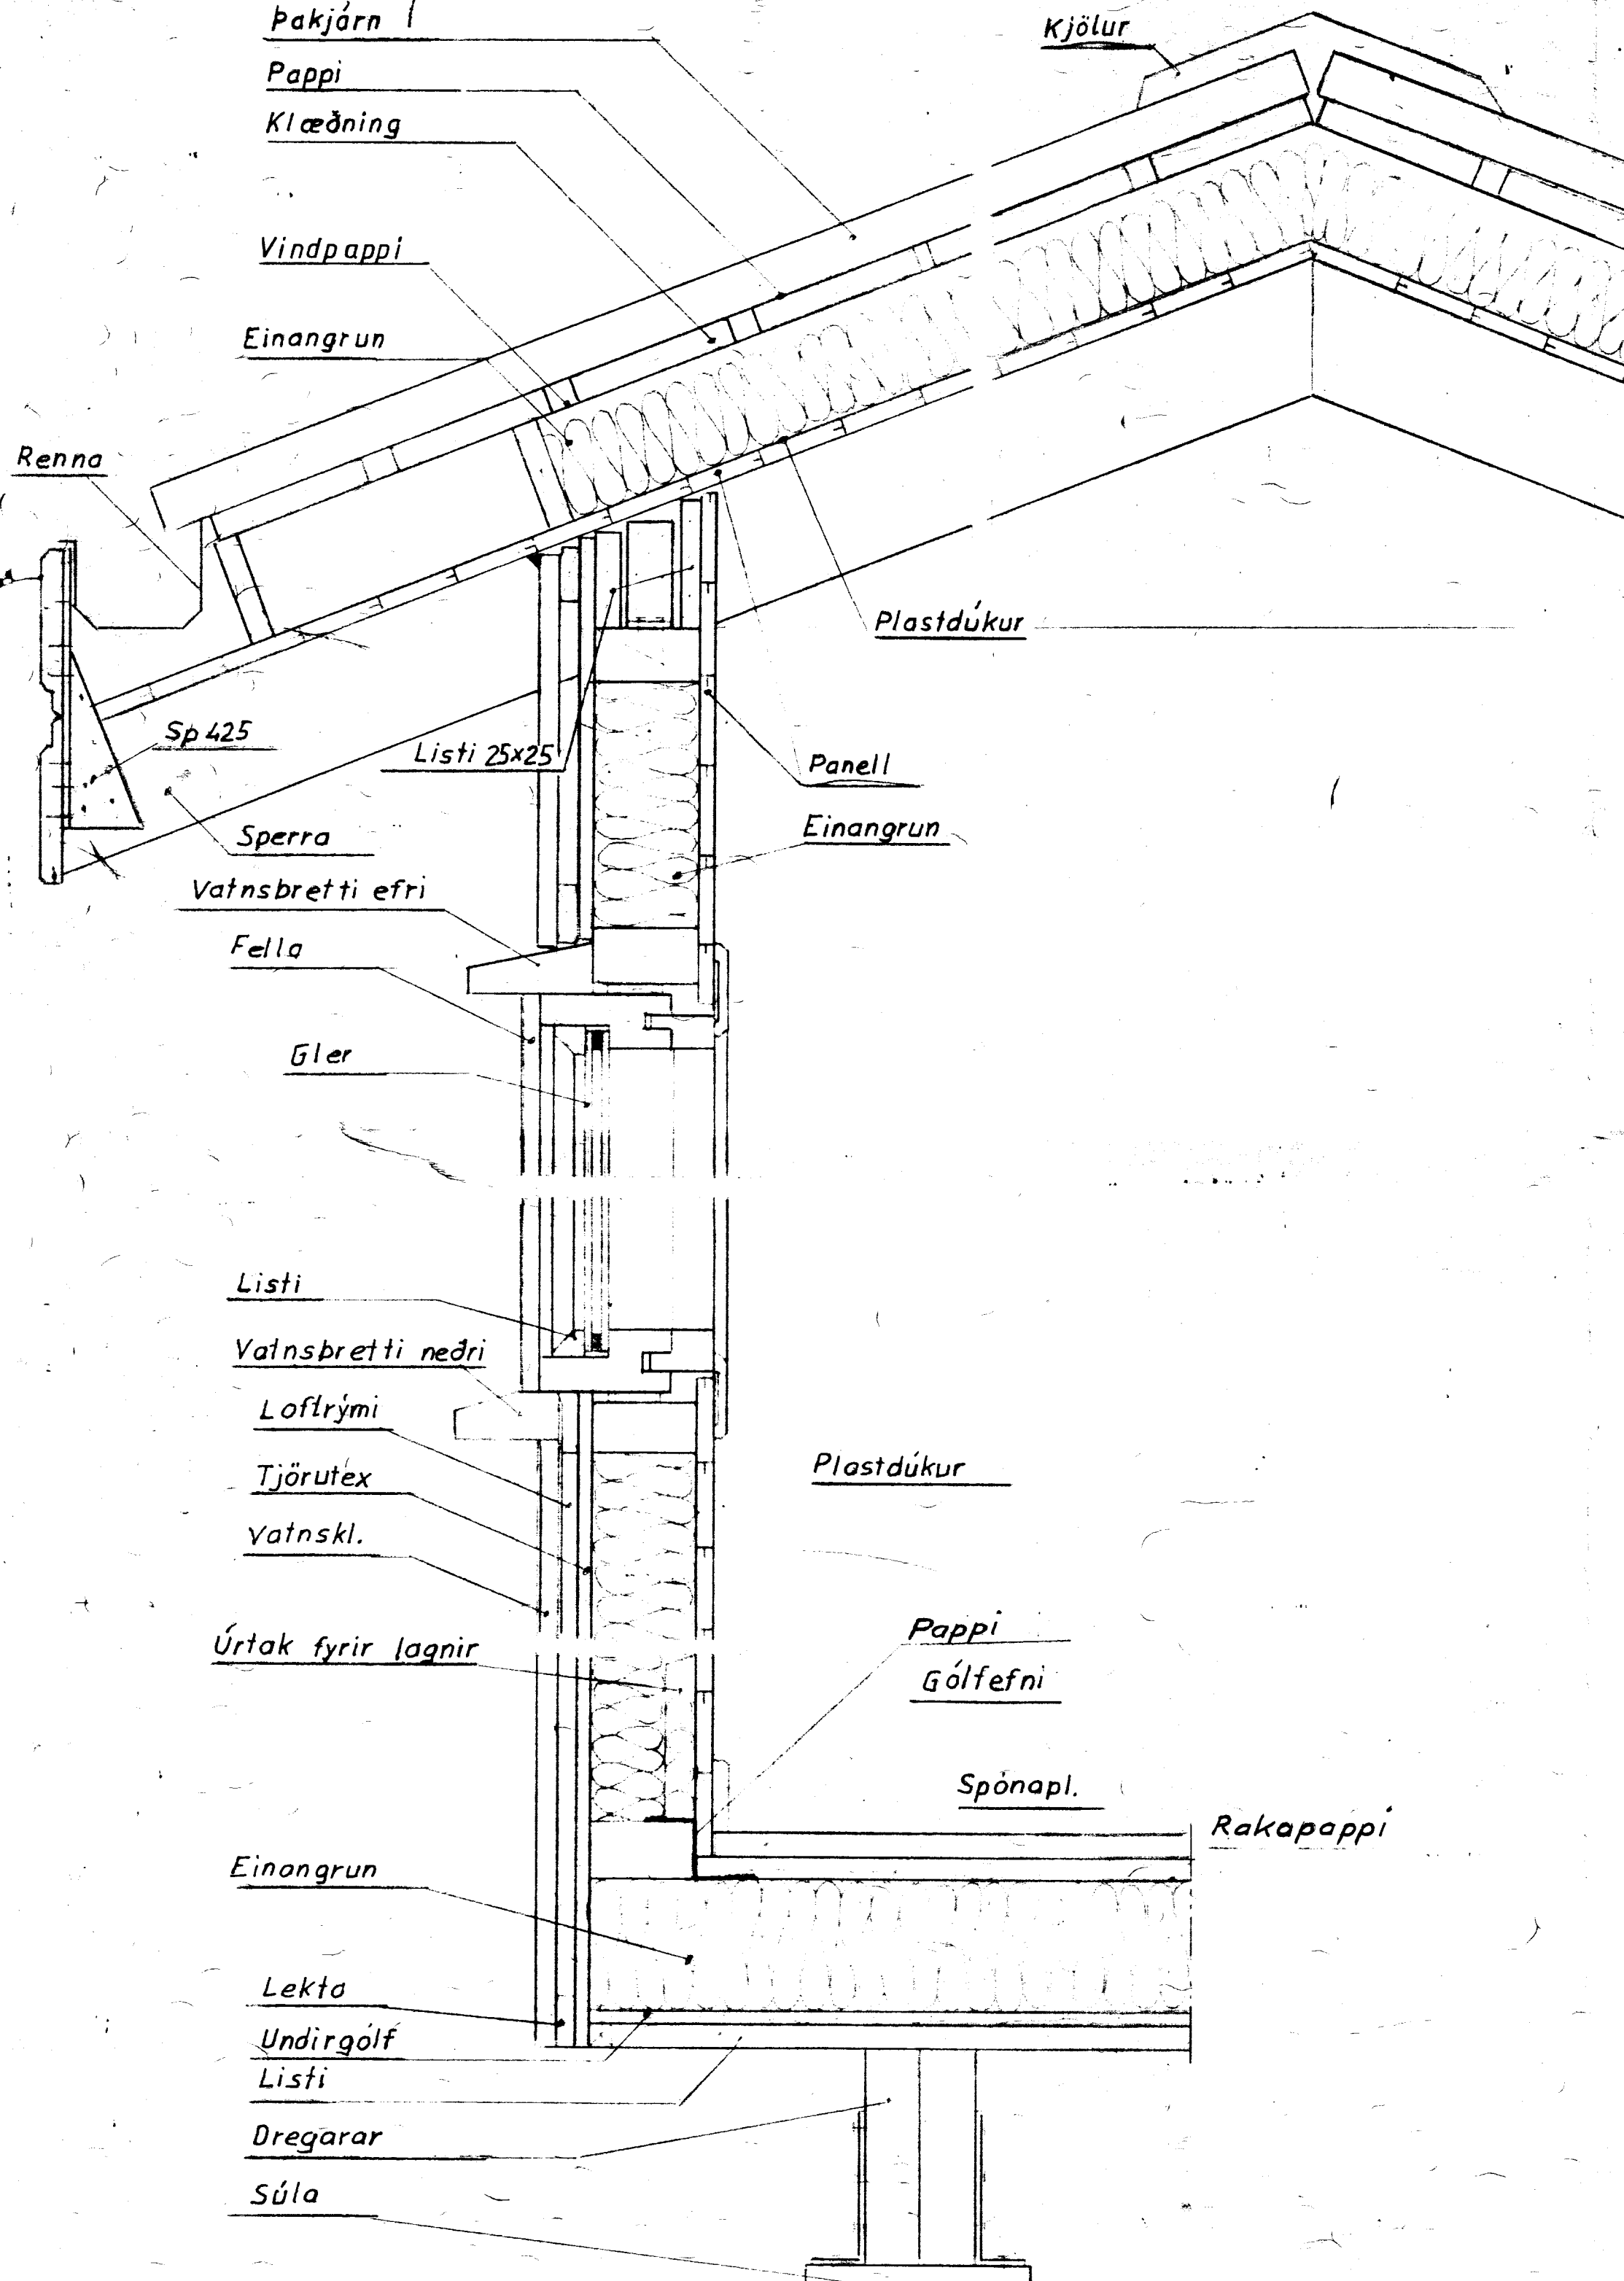 Þakjárn
Kjölur
Pappi
Klæðning
Vindpappi
Einangrun
Renna
Plastdúkur
Sp 425
Listi 25x25
Panell
Sperra
Einangrun
Vatnsbretti efri
Fella
Gler
Listi
Vatnsbretti neðri
Loftrými
Tjörutex
Plastdúkur
Vatnskl.
Úrtak fyrir lagnir
Pappi
Gólfefni
Spónapl.
Rakapappi
Einangrun
Lekta
Undirgólf
Listi
Dregarar
Súla